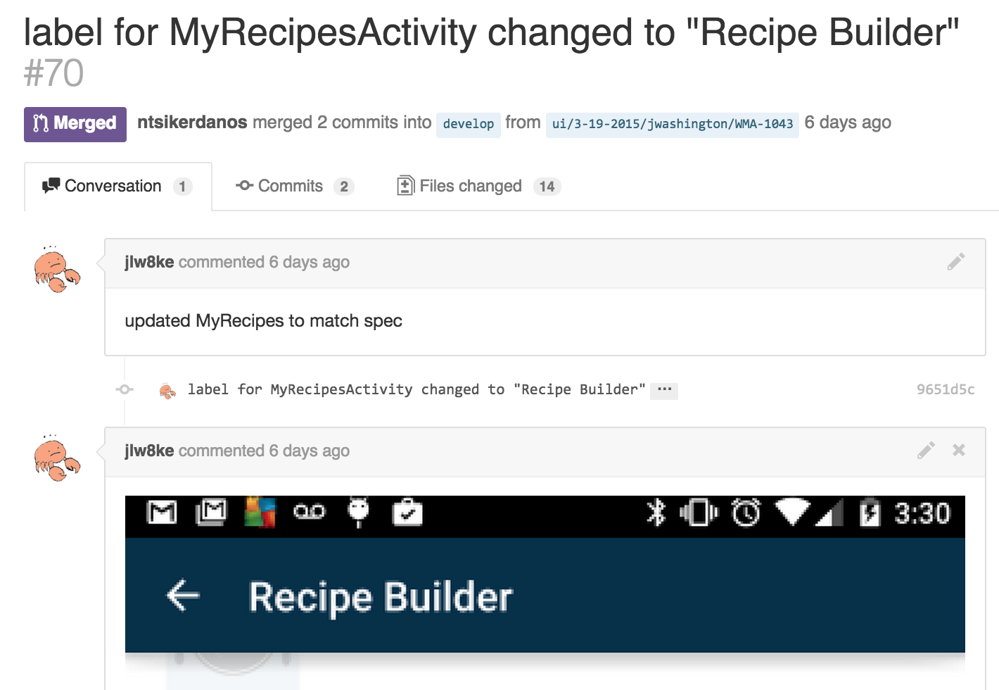 label for MyRecipesActivity changed to "Recipe Builder"
#70
Merged ntsikerdanos merged 2 commits into develop from ui/3-19-2015/jwashington/WMA-1043 6 days ago
Conversation 1 Commits 2 Files changed 14
jlw8ke commented 6 days ago
updated MyRecipes to match spec
label for MyRecipesActivity changed to "Recipe Builder" ... 9651d5c
jlw8ke commented 6 days ago
3:30
Recipe Builder